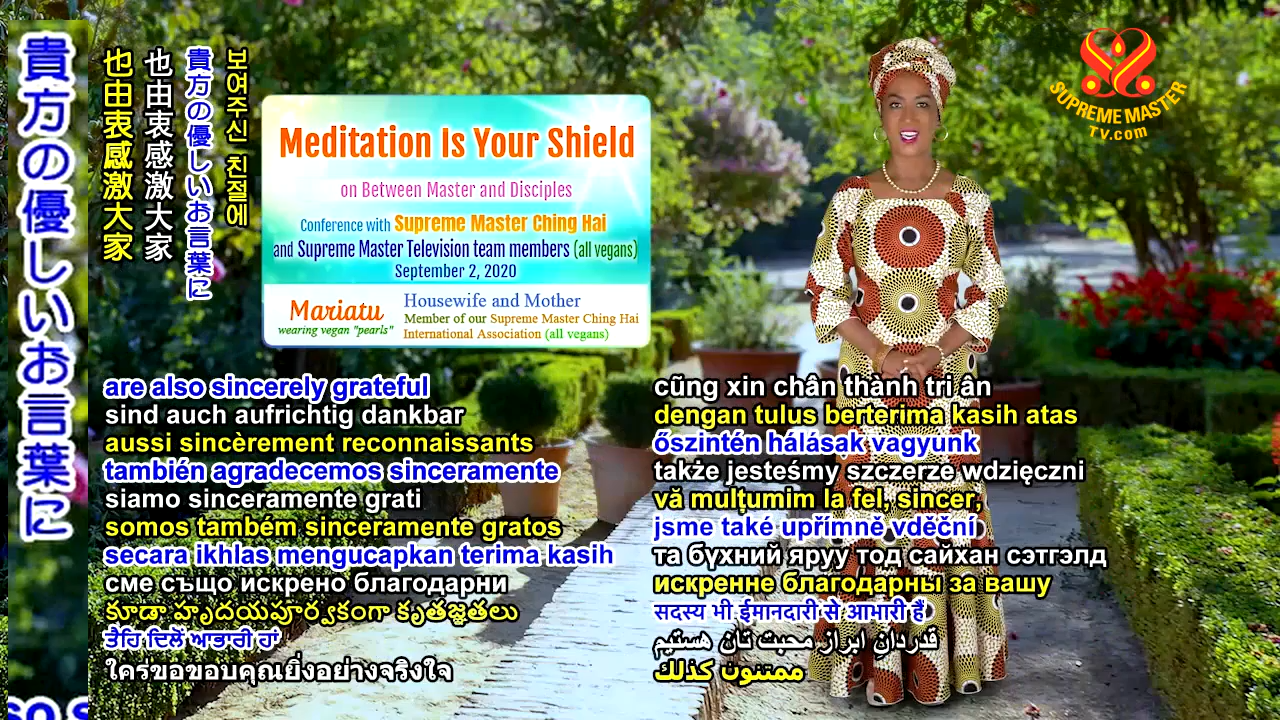 貴方の優しいお言葉に
也由衷感激大家
也由衷感激大家
貴方の優しいお言葉に
보여주신 친절에
Meditation Is Your Shield
on Between Master and Disciples
Conference with Supreme Master Ching Hai
and Supreme Master Television team members (all vegans)
September 2, 2020
Mariatu
wearing vegan "pearls"
Housewife and Mother
Member of our Supreme Master Ching Hai
International Association (all vegans)
SUPREME MASTER
TV.com
are also sincerely grateful
sind auch aufrichtig dankbar
aussi sincèrement reconnaissants
también agradecemos sinceramente
siamo sinceramente grati
somos também sinceramente gratos
secara ikhlas mengucapkan terima kasih
сме също искрено благодарни
కూడా హృదయపూర్వకంగా కృతజ్ఞతలు
ਤੈਹਿ ਦਿਲੋਂ ਆਭਾਰੀ ਹਾਂ
ใคร่ขอขอบคุณยิ่งอย่างจริงใจ
cũng xin chân thành tri ân
dengan tulus berterima kasih atas
őszintén hálásak vagyunk
także jesteśmy szczerze wdzięczni
vă mulțumim la fel, sincer,
jsme také upřímně vděční
та бүхний яруу тод сайхан сэтгэлд
искренне благодарны за вашу
सदस्य भी ईमानदारी से आभारी हैं
قدردان ابراز محبت تان هستیم
ممتنون كذلك